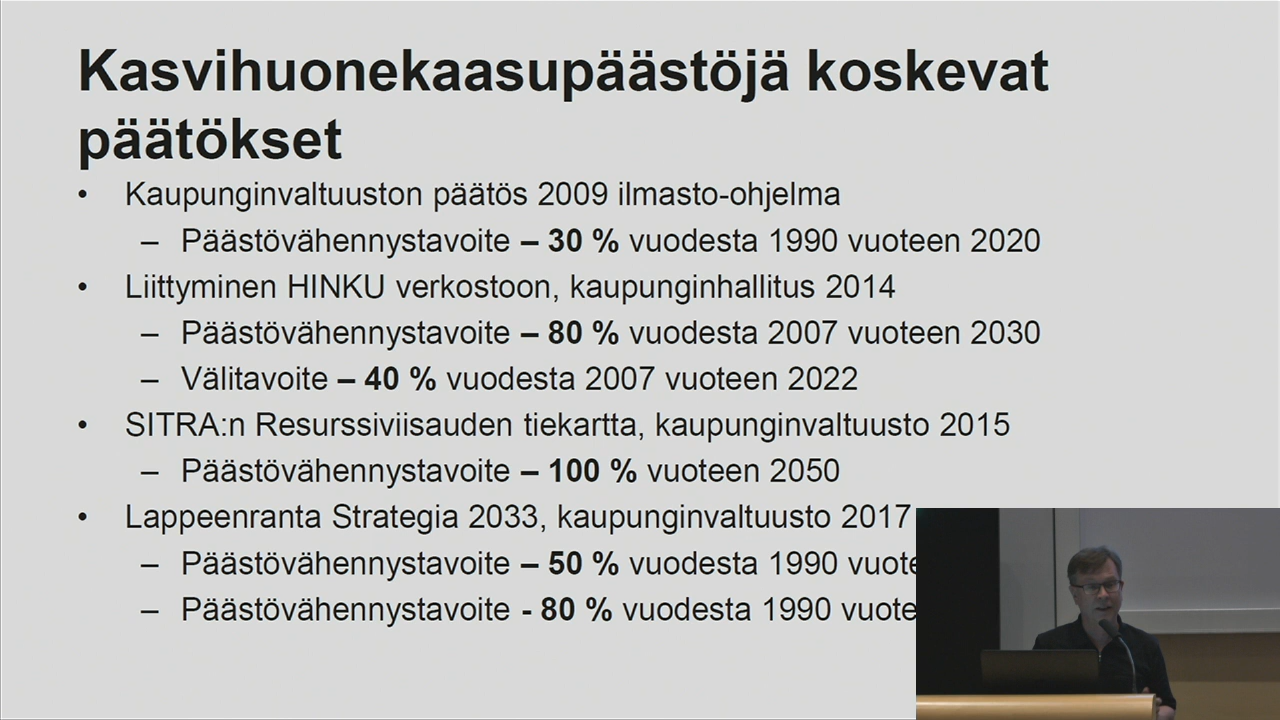 Kasvihuonekaasupäästöjä koskevat
päätökset
• Kaupunginvaltuuston päätös 2009 ilmasto-ohjelma
– Päästövähennystavoite – 30 % vuodesta 1990 vuoteen 2020
• Liittyminen HINKU verkostoon, kaupunginhallitus 2014
– Päästövähennystavoite – 80 % vuodesta 2007 vuoteen 2030
– Välitavoite – 40 % vuodesta 2007 vuoteen 2022
• SITRA:n Resurssiviisauden tiekartta, kaupunginvaltuusto 2015
– Päästövähennystavoite – 100 % vuoteen 2050
• Lappeenranta Strategia 2033, kaupunginvaltuusto 2017
– Päästövähennystavoite – 50 % vuodesta 1990
– Päästövähennystavoite - 80 % vuodesta 1990